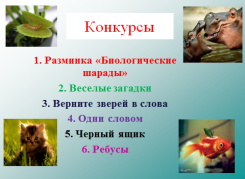 Конкурсы
1. Разминка «Биологические
шарады»
2. Веселые загадки
3. Верните зверей в слова
4. Одни словом
5. Черный ящик
6. Ребусы